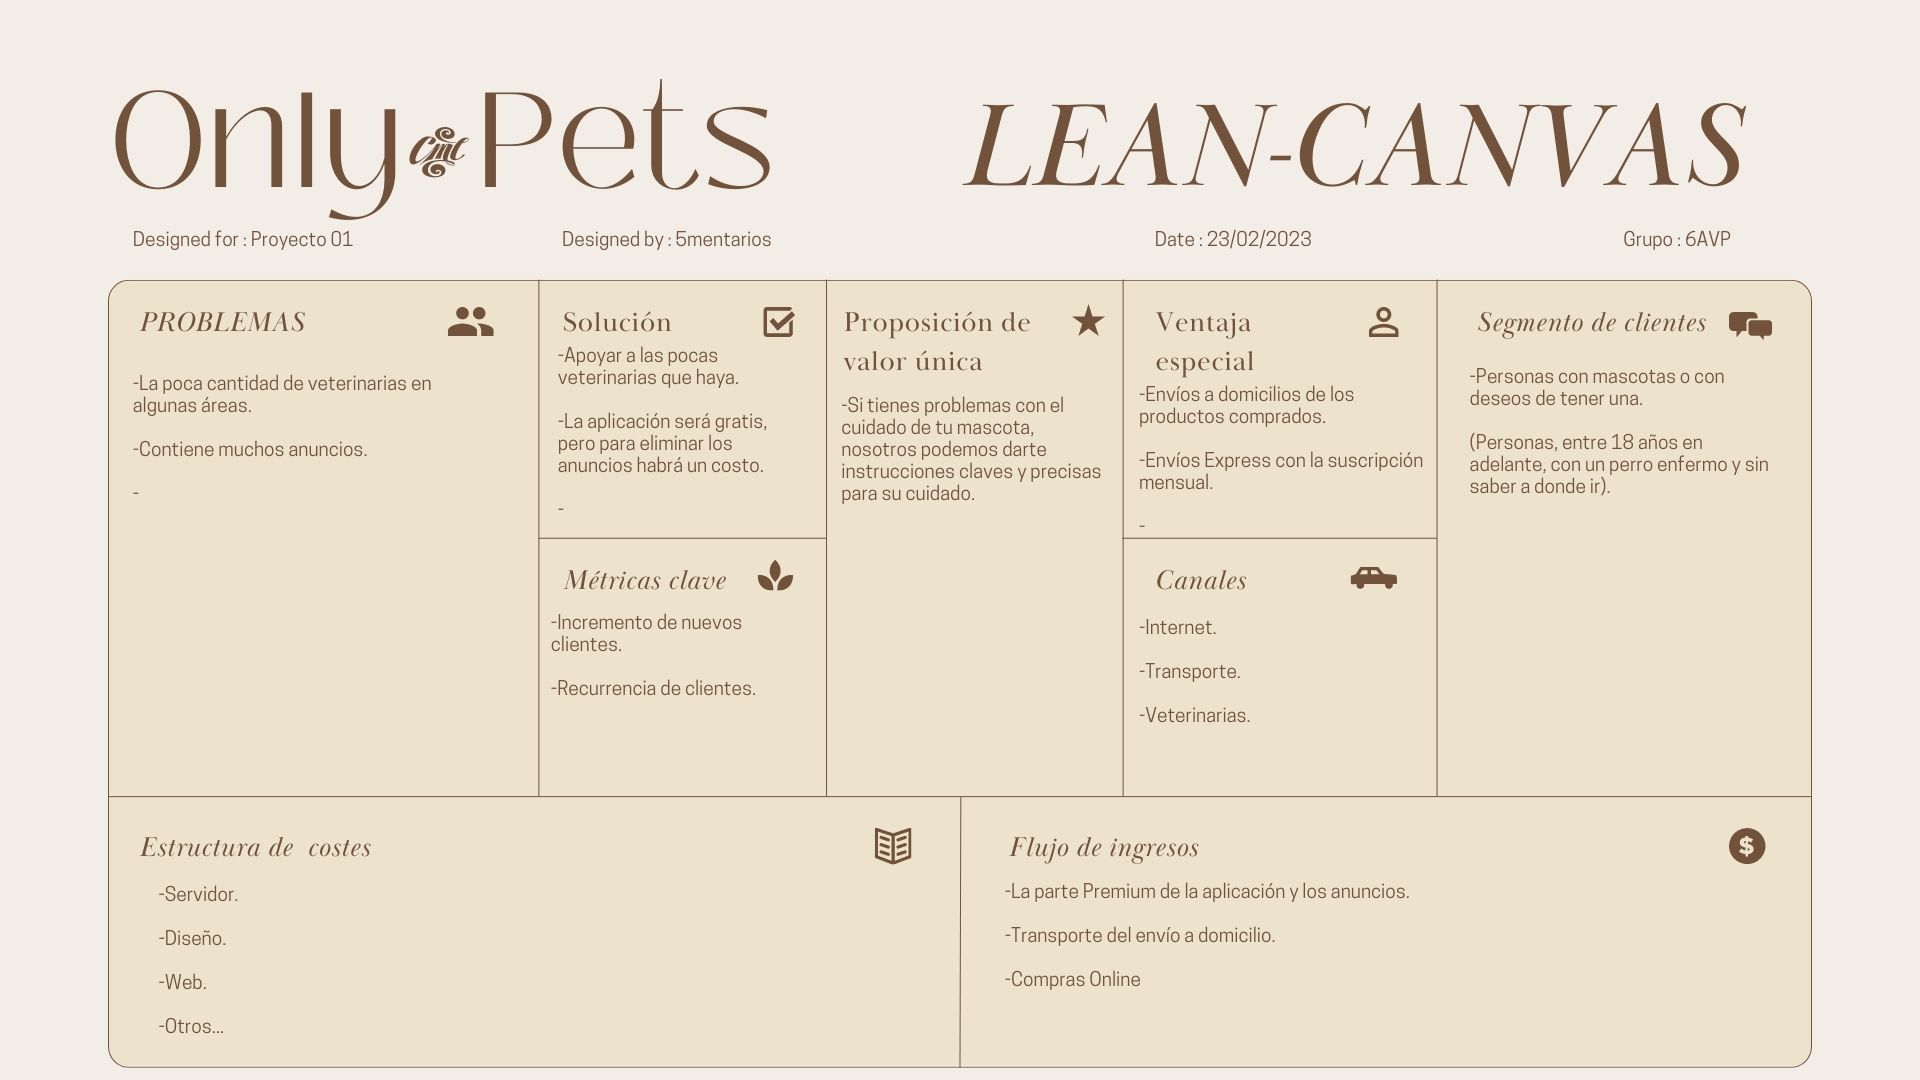 Only Pets
LEAN-CANVAS
Designed for : Proyecto 01
Designed by : 5mentarios
Date : 23/02/2023
Grupo : 6AVP
PROBLEMAS
-La poca cantidad de veterinarias en
algunas áreas.
-Contiene muchos anuncios.
-
Solución
-Apoyar a las pocas
veterinarias que haya.
-La aplicación será gratis,
pero para eliminar los
anuncios habrá un costo.
-
Métricas clave
-Incremento de nuevos
clientes.
-Recurrencia de clientes.
Proposición de
valor única
-Si tienes problemas con el
cuidado de tu mascota,
nosotros podemos darte
instrucciones claves y precisas
para su cuidado.
Ventaja
especial
-Envíos a domicilios de los
productos comprados.
-Envíos Express con la suscripción
mensual.
-
Canales
-Internet.
-Transporte.
-Veterinarias.
Segmento de clientes
-Personas con mascotas o con
deseos de tener una.
(Personas, entre 18 años en
adelante, con un perro enfermo y sin
saber a donde ir).
Estructura de  costes
-Servidor.
-Diseño.
-Web.
-Otros...
Flujo de ingresos
$
-La parte Premium de la aplicación y los anuncios.
-Transporte del envío a domicilio.
-Compras Online